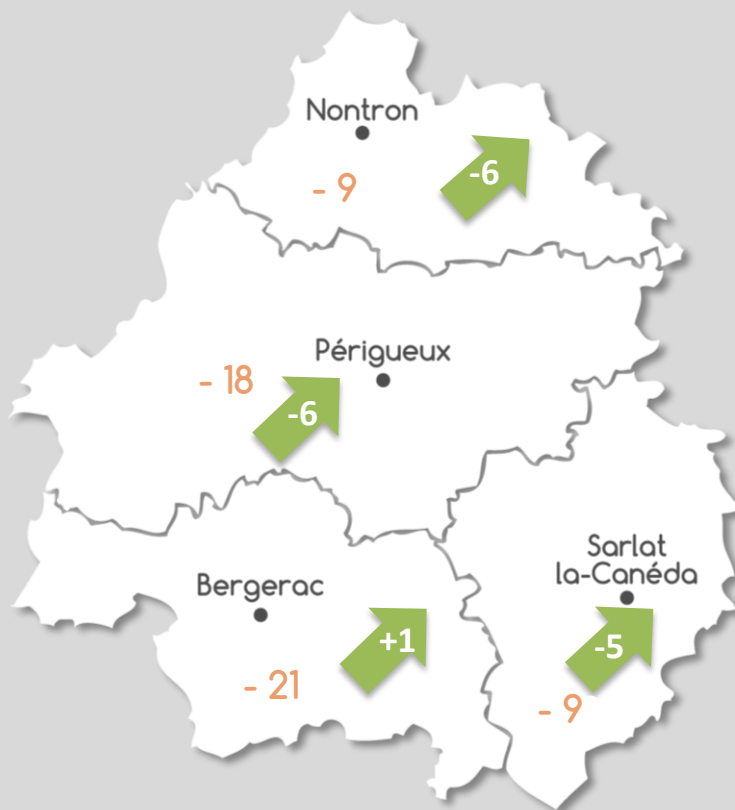 Nontron
- 9
-6
Périgueux
- 18
-6
Sarlat
la-Canéda
Bergerac
+1
-5
- 21
- 9